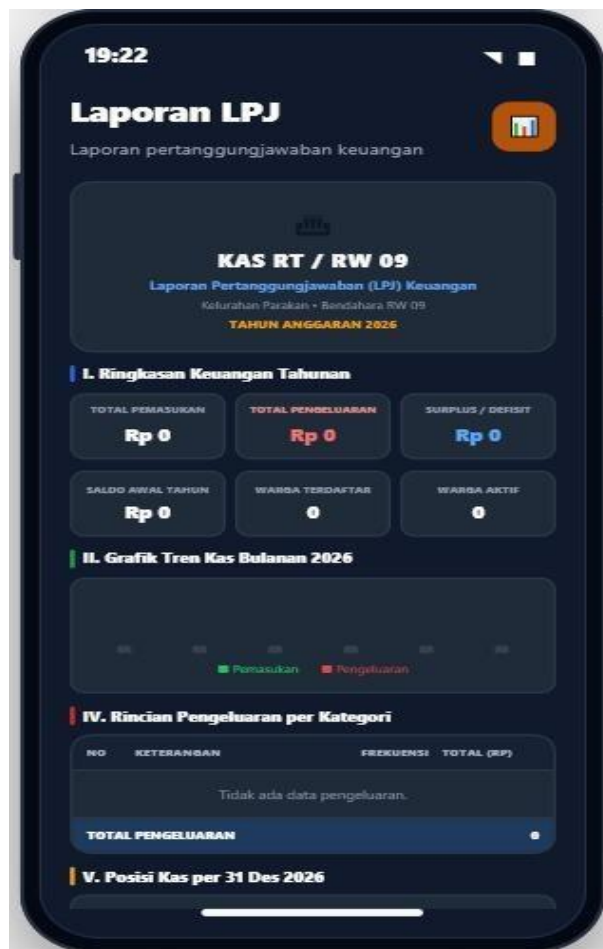 19:22
Laporan LPJ
Laporan pertanggungjawaban keuangan
KAS RT / RW 09
Laporan Pertanggungjawaban (LPJ) Keuangan
Kelurahan Parakan • Bendahara RW 09
TAHUN ANGGARAN 2026
I. Ringkasan Keuangan Tahunan
TOTAL PEMASUKAN TOTAL PENGELUARAN SURPLUS / DEFISIT
Rp 0 Rp 0 Rp 0
SALDO AWAL TAHUN WARGA TERDAFTAR WARGA AKTIF
Rp 0 0 0
II. Grafik Tren Kas Bulanan 2026
Pemasukan Pengeluaran
IV. Rincian Pengeluaran per Kategori
NO KETERANGAN FREKUENSI TOTAL (RP)
Tidak ada data pengeluaran.
TOTAL PENGELUARAN 0
V. Posisi Kas per 31 Des 2026